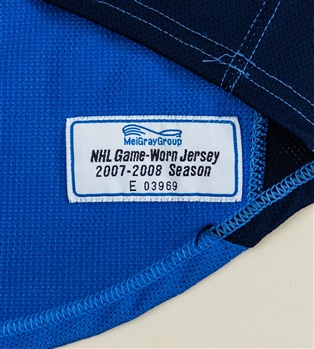 MeiGrayGroup
NHL Game-Worn Jersey
2007-2008 Season
E 03969